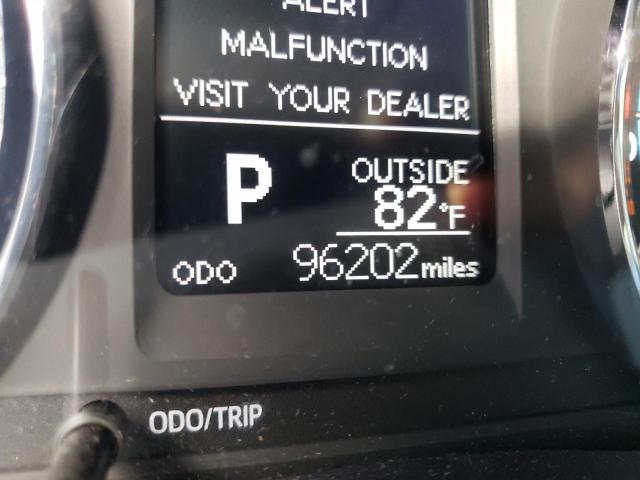 ALERT
MALFUNCTION
VISIT YOUR DEALER
P
OUTSIDE
82°F
ODO 96202 miles
ODO/TRIP